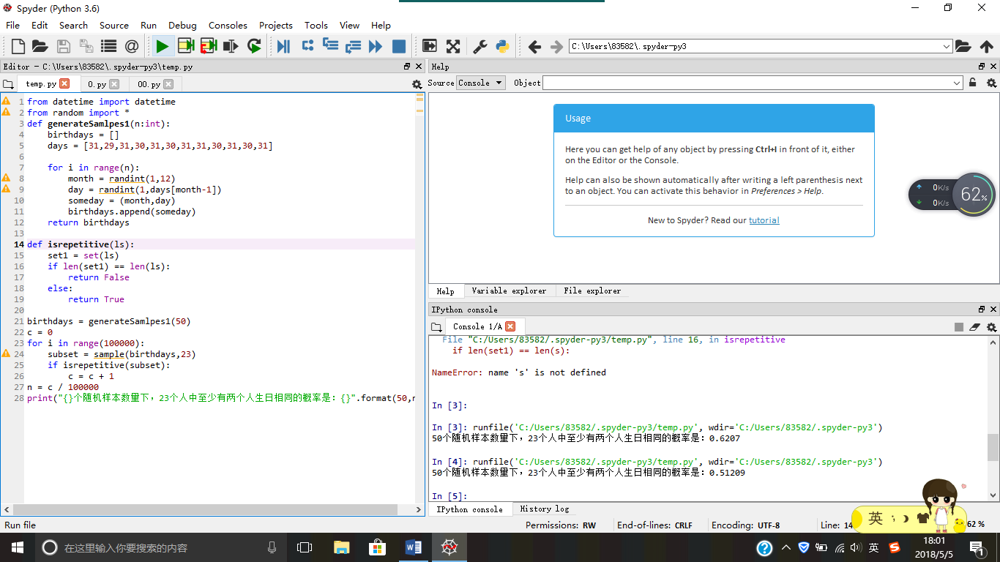 Spyder (Python 3.6)
File Edit Search Source Run Debug Consoles Projects Tools View Help
C:\Users\83582\.spyder-py3
Editor - C:\Users\83582\.spyder-py3\temp.py
temp.py 0.py 00.py
1 from datetime import datetime
2 from random import *
3 def generateSamlpes1(n:int):
4 birthdays = []
5 days = [31,29,31,30,31,30,31,31,30,31,30,31]
6
7 for i in range(n):
8 month = randint(1,12)
9 day = randint(1,days[month-1])
10 someday = (month,day)
11 birthdays.append(someday)
12 return birthdays
13
14 def isrepetitive(ls):
15 set1 = set(ls)
16 if len(set1) == len(ls):
17 return False
18 else:
19 return True
20
21 birthdays = generateSamlpes1(50)
22 c = 0
23 for i in range(100000):
24 subset = sample(birthdays,23)
25 if isrepetitive(subset):
26 c = c + 1
27 n = c / 100000
28 print("{}个随机样本数量下，23个人中至少有两个人生日相同的概率是：{}".format(50,n
Help
Source Console Object
Usage
Here you can get help of any object by pressing Ctrl+I in front of it, either
on the Editor or the Console.
Help can also be shown automatically after writing a left parenthesis next
to an object. You can activate this behavior in Preferences > Help.
New to Spyder? Read our tutorial
0K/s
0K/s
62%
Help Variable explorer File explorer
IPython console
Console 1/A
File "C:/Users/83582/.spyder-py3/temp.py", line 16, in isrepetitive
if len(set1) == len(s):
NameError: name 's' is not defined
In [3]:
In [3]: runfile('C:/Users/83582/.spyder-py3/temp.py', wdir='C:/Users/83582/.spyder-py3')
50个随机样本数量下，23个人中至少有两个人生日相同的概率是：0.6207
In [4]: runfile('C:/Users/83582/.spyder-py3/temp.py', wdir='C:/Users/83582/.spyder-py3')
50个随机样本数量下，23个人中至少有两个人生日相同的概率是：0.51209
In [5]:
IPython console History log
英
Run file
Permissions: RW End-of-lines: CRLF Encoding: UTF-8 Line: 14 62 %
在这里输入你要搜索的内容
英
18:01
2018/5/5
1